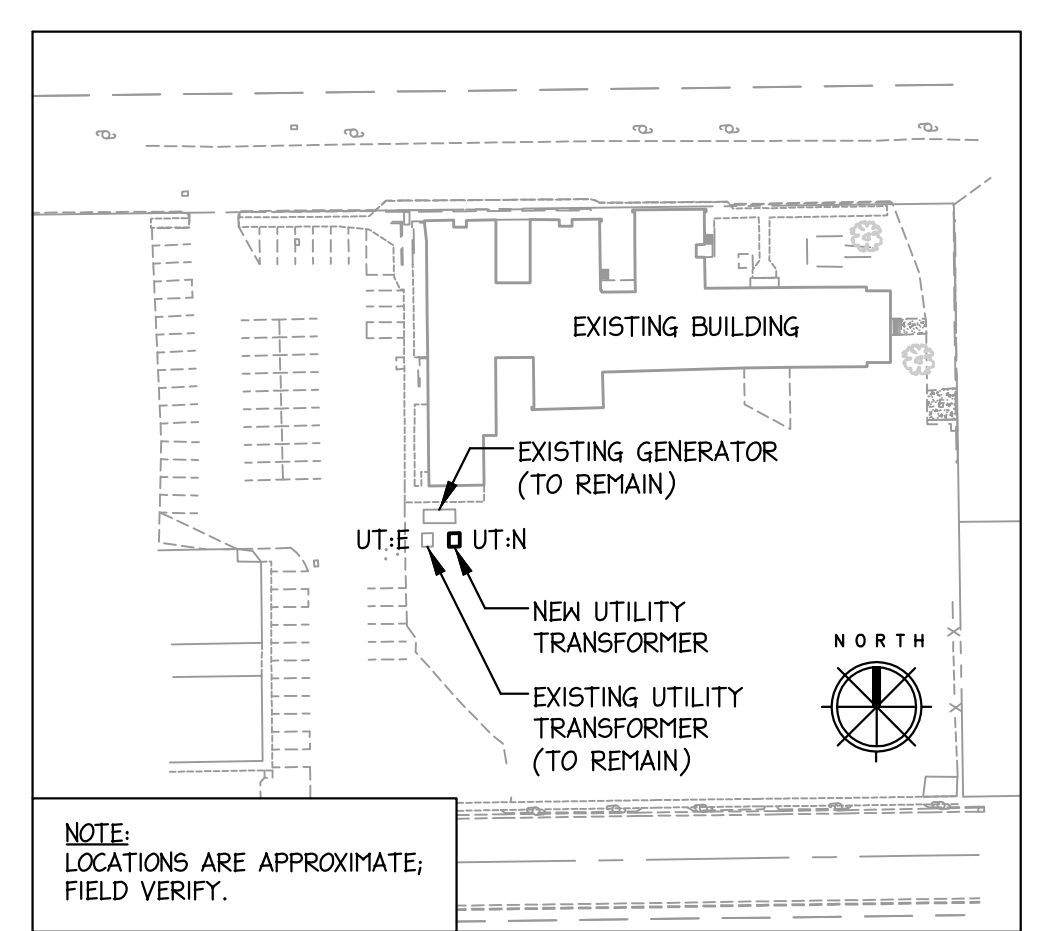 EXISTING BUILDING
EXISTING GENERATOR
(TO REMAIN)
UT:E
UT:N
NEW UTILITY
TRANSFORMER
NORTH
EXISTING UTILITY
TRANSFORMER
(TO REMAIN)
NOTE:
LOCATIONS ARE APPROXIMATE;
FIELD VERIFY.